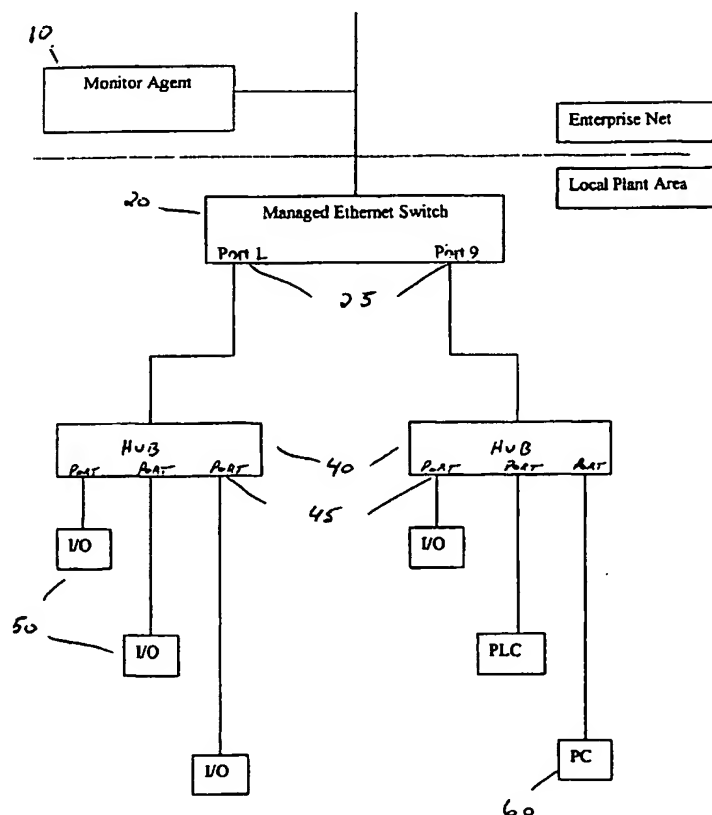 10
Monitor Agent
Enterprise Net
Local Plant Area
20
Managed Ethernet Switch
Port 1
Port 9
25
HUB
PORT PORT PORT
40
HUB
PORT PORT PORT
45
I/O
I/O
50
I/O
PLC
I/O
PC
60